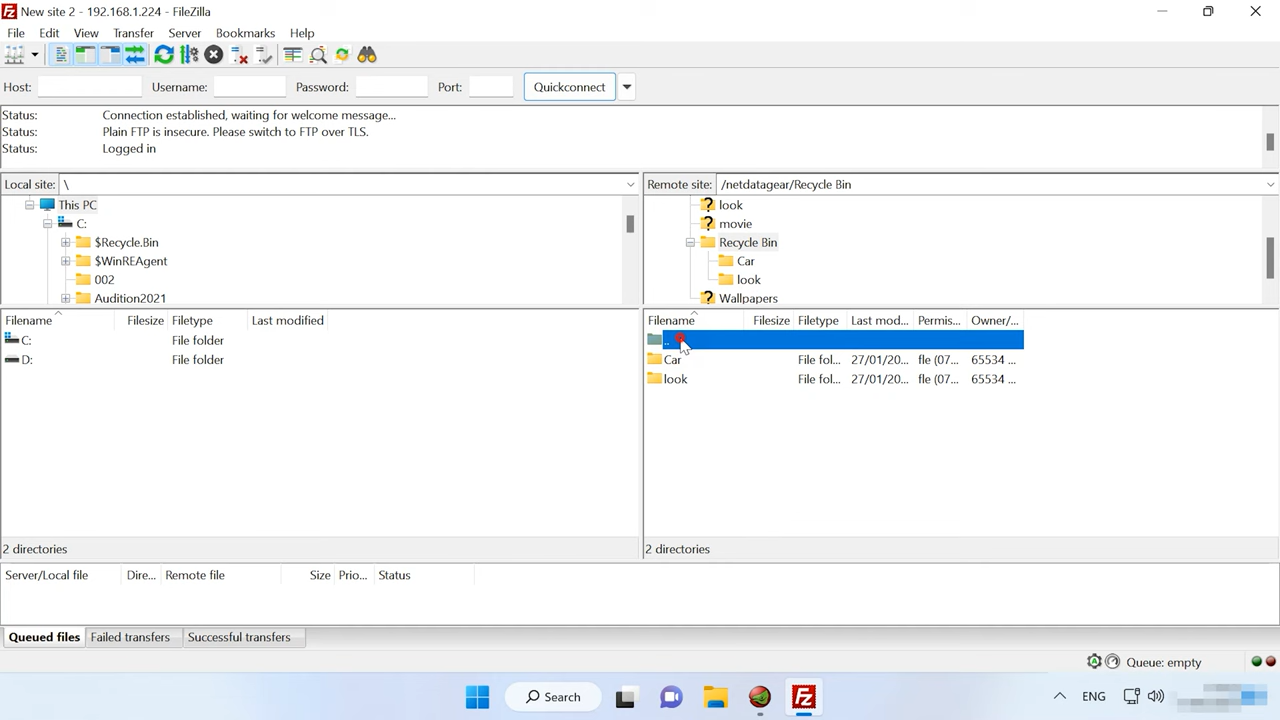 New site 2 - 192.168.1.224 - FileZilla
File Edit View Transfer Server Bookmarks Help
Host: Username: Password: Port: Quickconnect
Status: Connection established, waiting for welcome message...
Status: Plain FTP is insecure. Please switch to FTP over TLS.
Status: Logged in
Local site: \
Remote site: /netdatagear/Recycle Bin
This PC
C:
$Recycle.Bin
$WinREAgent
002
Audition2021
look
movie
Recycle Bin
Car
look
Wallpapers
Filename Filesize Filetype Last modified
C: File folder
D: File folder
2 directories
Filename Filesize Filetype Last mod... Permis... Owner/...
..
Car File fol... 27/01/20... fle (07... 65534 ...
look File fol... 27/01/20... fle (07... 65534 ...
2 directories
Server/Local file Dire... Remote file Size Prio... Status
Queued files Failed transfers Successful transfers
Queue: empty
Search
ENG